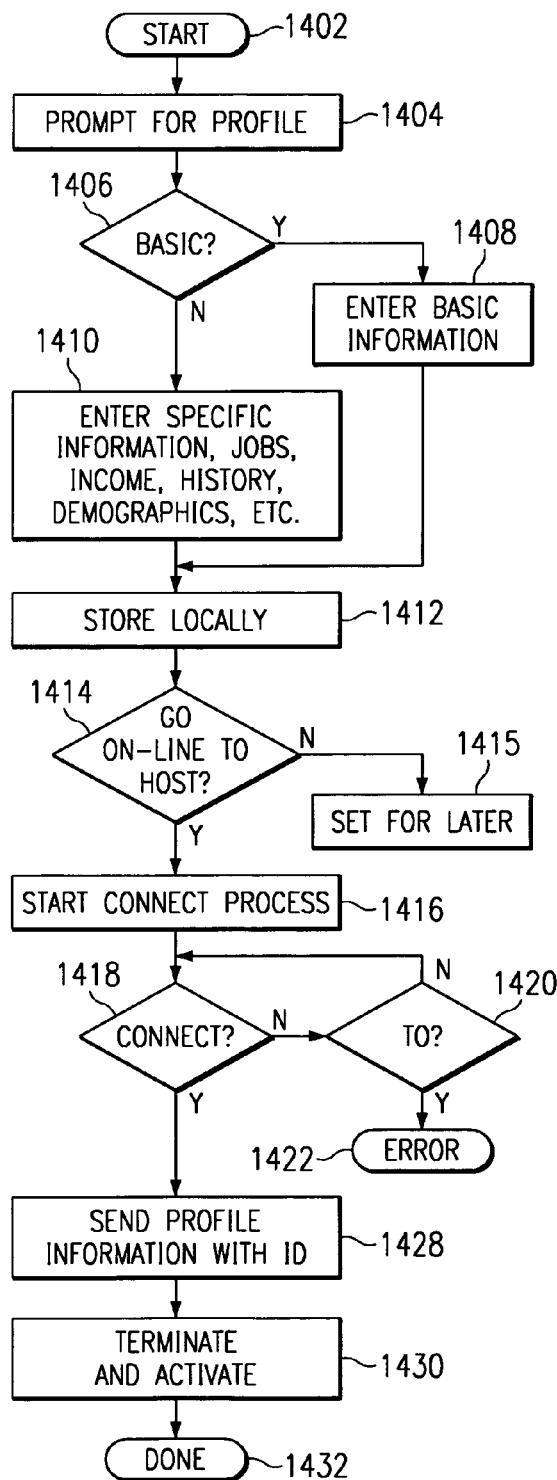 START
1402
PROMPT FOR PROFILE
1404
1406
BASIC?
Y
N
1408
ENTER BASIC
INFORMATION
1410
ENTER SPECIFIC
INFORMATION, JOBS,
INCOME, HISTORY,
DEMOGRAPHICS, ETC.
STORE LOCALLY
1412
1414
GO
ON-LINE TO
HOST?
N
Y
1415
SET FOR LATER
START CONNECT PROCESS
1416
1418
CONNECT?
N
Y
1420
TO?
N
Y
1422
ERROR
SEND PROFILE
INFORMATION WITH ID
1428
TERMINATE
AND ACTIVATE
1430
DONE
1432